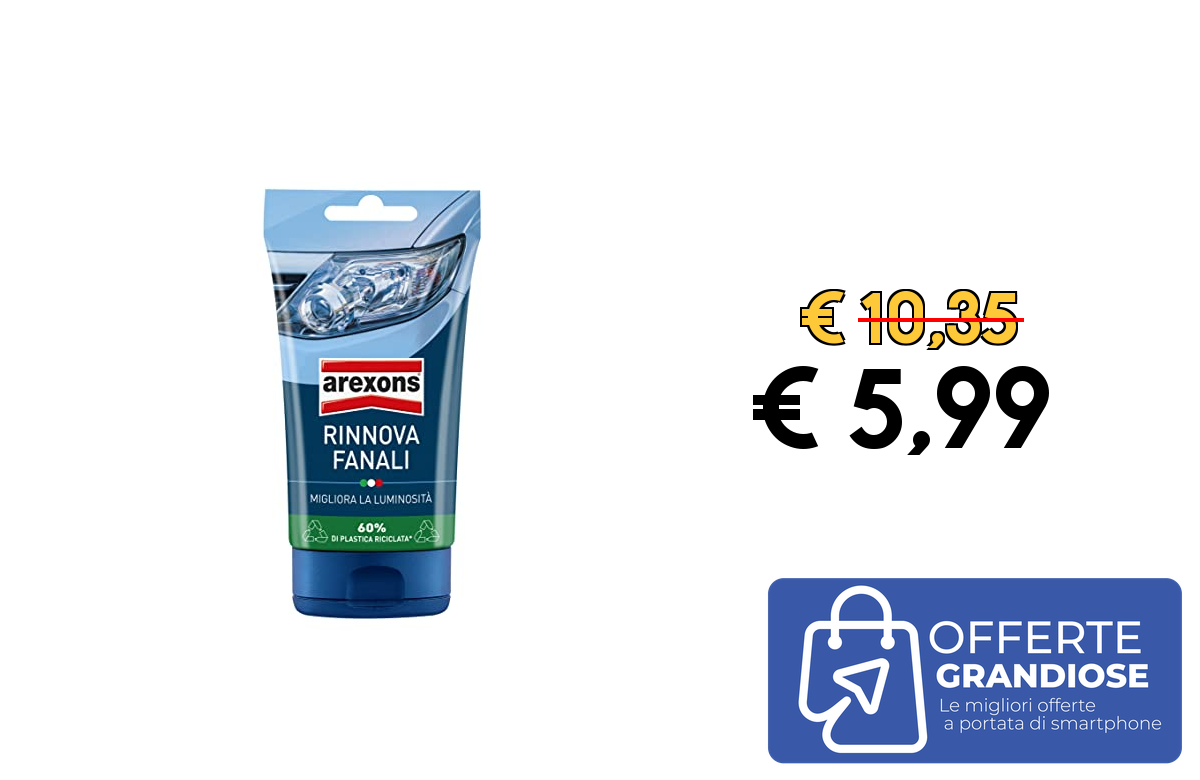 arexons
RINNOVA
FANALI
MIGLIORA LA LUMINOSITÀ
60%
DI PLASTICA RICICLATA*
€ 10,35
€ 5,99
OFFERTE
GRANDIOSE
Le migliori offerte
a portata di smartphone